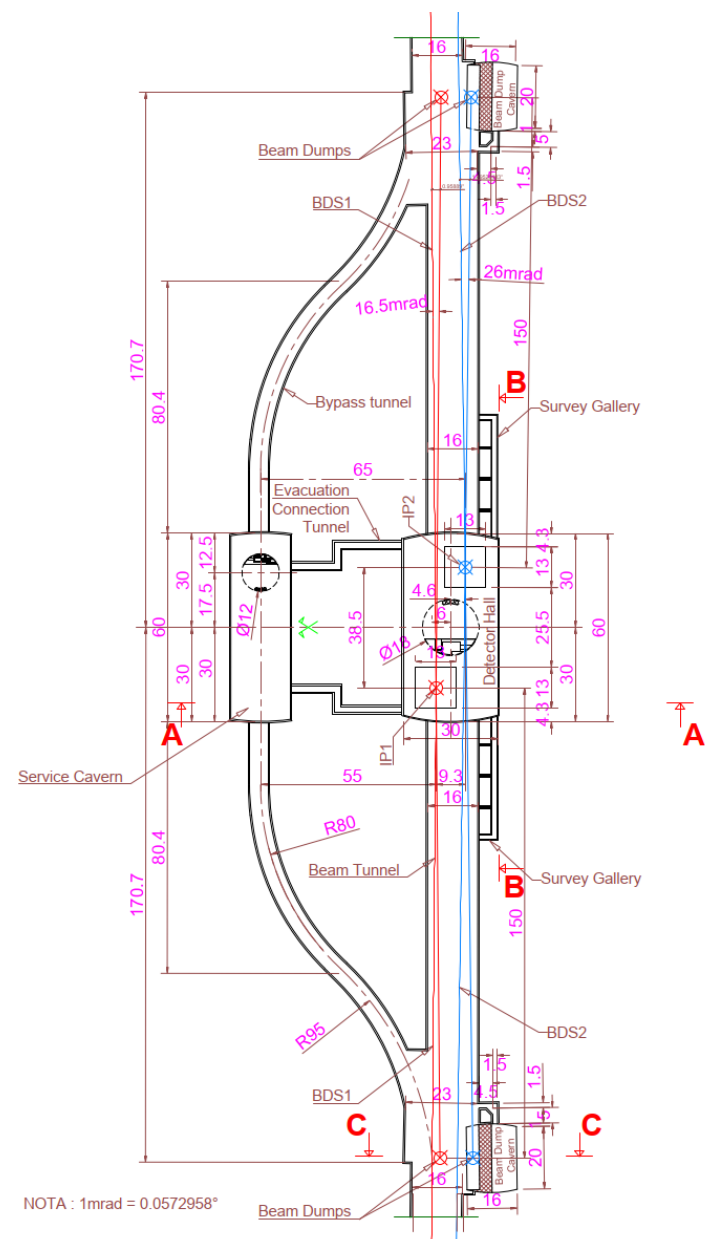 16
16
20
Beam Dump
Cavern
1
5
Beam Dumps
23
4.5
1.5
1.5
BDS1
BDS2
26mrad
16.5mrad
150
170.7
80.4
B
Bypass tunnel
Survey Gallery
16
65
Evacuation
Connection
Tunnel
IP2
13
4.3
12.5
30
13
30
17.5
4.6
6
Ø12
38.5
25.5
60
60
Ø18
13
Detector Hall
30
30
13
30
4.3
A
A
IP1
30
Service Cavern
55
9.3
16
R80
80.4
Beam Tunnel
B
Survey Gallery
170.7
150
R95
BDS2
1.5
BDS1
1.5
4.5
23
C
C
1.5
Beam Dump
Cavern
20
16
16
NOTA : 1mrad = 0.0572958°
Beam Dumps